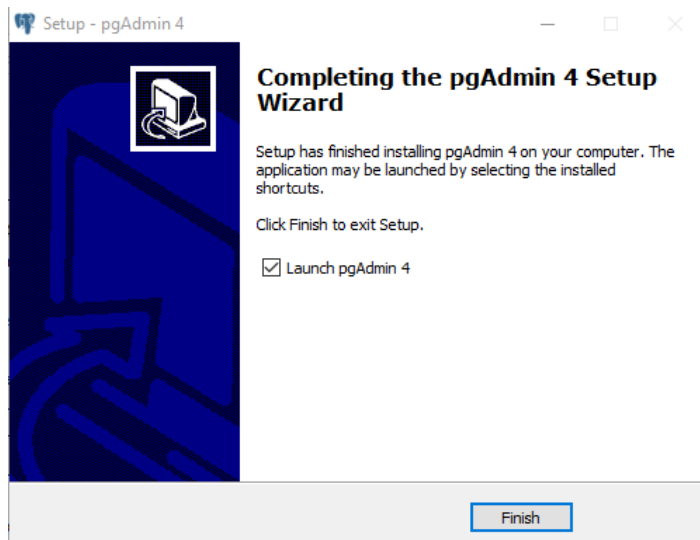 Setup - pgAdmin 4
Completing the pgAdmin 4 Setup
Wizard
Setup has finished installing pgAdmin 4 on your computer. The
application may be launched by selecting the installed
shortcuts.
Click Finish to exit Setup.
Launch pgAdmin 4
Finish